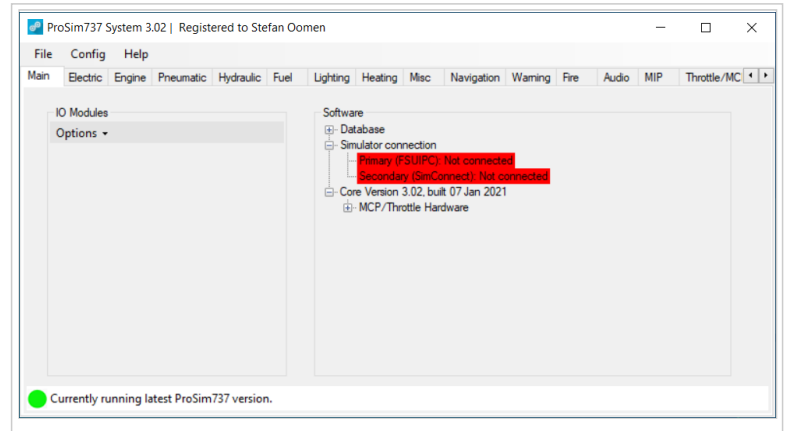 ProSim737 System 3.02 | Registered to Stefan Oomen
File Config Help
Main Electric Engine Pneumatic Hydraulic Fuel Lighting Heating Misc Navigation Warning Fire Audio MIP Throttle/MC
IO Modules
Options
Software
Database
Simulator connection
Primary (FSUIPC): Not connected
Secondary (SimConnect): Not connected
Core Version 3.02, built 07 Jan 2021
MCP/Throttle Hardware
Currently running latest ProSim737 version.